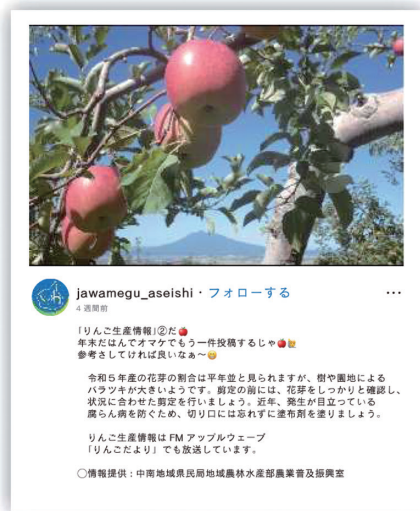 jawamegu_aseishi・フォローする
4 週間前
「りんご生産情報」②だ🍎
年末だはんでオマケでもう一件投稿するじゃ🍎🙋
参考さしてければ良いなぁ～😄
令和５年産の花芽の割合は平年並と見られますが、樹や園地による
バラツキが大きいようです。剪定の前には、花芽をしっかりと確認し、
状況に合わせた剪定を行いましょう。近年、発生が目立っている
腐らん病を防ぐため、切り口には忘れずに塗布剤を塗りましょう。
りんご生産情報は FM アップルウェーブ
「りんごだより」でも放送しています。
○情報提供：中南地域県民局地域農林水産部農業普及振興室